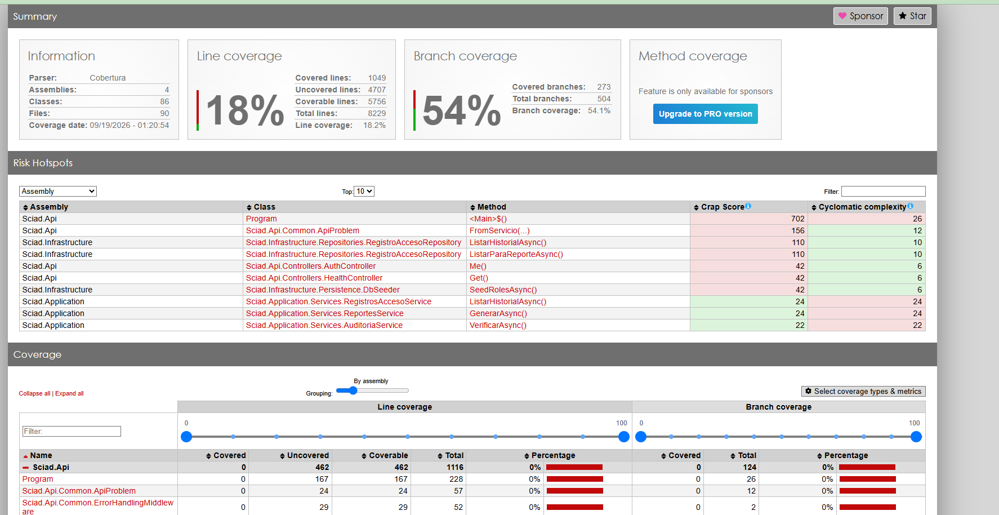 Summary
Sponsor
Star
Information
Parser: Cobertura
Assemblies: 4
Classes: 86
Files: 90
Coverage date: 09/19/2026 - 01:20:54
Line coverage
18%
Covered lines: 1049
Uncovered lines: 4707
Coverable lines: 5756
Total lines: 8229
Line coverage: 18.2%
Branch coverage
54%
Covered branches: 273
Total branches: 504
Branch coverage: 54.1%
Method coverage
Feature is only available for sponsors
Upgrade to PRO version
Risk Hotspots
Assembly Top: 10 Filter:
Assembly Class Method Crap Score Cyclomatic complexity
Sciad.Api Program <Main>$() 702 26
Sciad.Api Sciad.Api.Common.ApiProblem FromServicio(...) 156 12
Sciad.Infrastructure Sciad.Infrastructure.Repositories.RegistroAccesoRepository ListarHistorialAsync() 110 10
Sciad.Infrastructure Sciad.Infrastructure.Repositories.RegistroAccesoRepository ListarParaReporteAsync() 110 10
Sciad.Api Sciad.Api.Controllers.AuthController Me() 42 6
Sciad.Api Sciad.Api.Controllers.HealthController Get() 42 6
Sciad.Infrastructure Sciad.Infrastructure.Persistence.DbSeeder SeedRolesAsync() 42 6
Sciad.Application Sciad.Application.Services.RegistrosAccesoService ListarHistorialAsync() 24 24
Sciad.Application Sciad.Application.Services.ReportesService GenerarAsync() 24 24
Sciad.Application Sciad.Application.Services.AuditoriaService VerificarAsync() 22 22
Coverage
By assembly
Collapse all | Expand all Grouping: Select coverage types & metrics
Line coverage Branch coverage
0 100 0 100
Filter:
Name Covered Uncovered Coverable Total Percentage Covered Total Percentage
Sciad.Api 0 462 462 1116 0% 0 124 0%
Program 0 167 167 228 0% 0 26 0%
Sciad.Api.Common.ApiProblem 0 24 24 57 0% 0 12 0%
Sciad.Api.Common.ErrorHandlingMiddlew
are 0 29 29 52 0% 0 2 0%